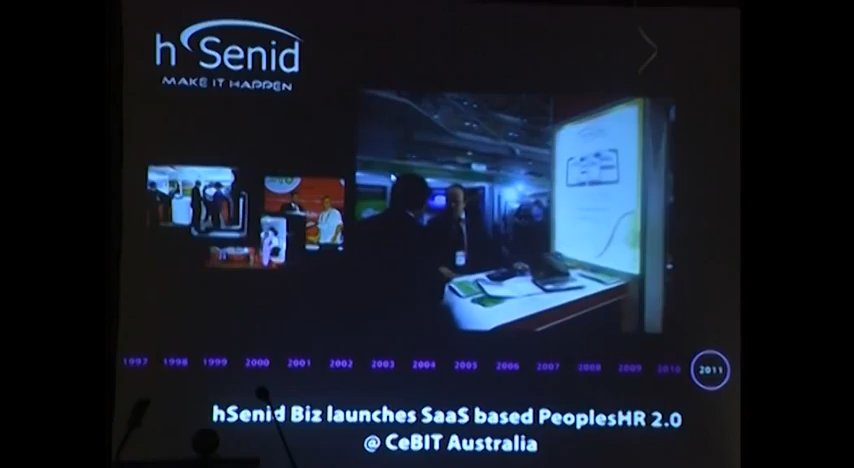 hSenid
MAKE IT HAPPEN
1997 1998 1999 2000 2001 2002 2003 2004 2005 2006 2007 2008 2009 2010 2011
hSenid Biz launches SaaS based PeoplesHR 2.0
@ CeBIT Australia